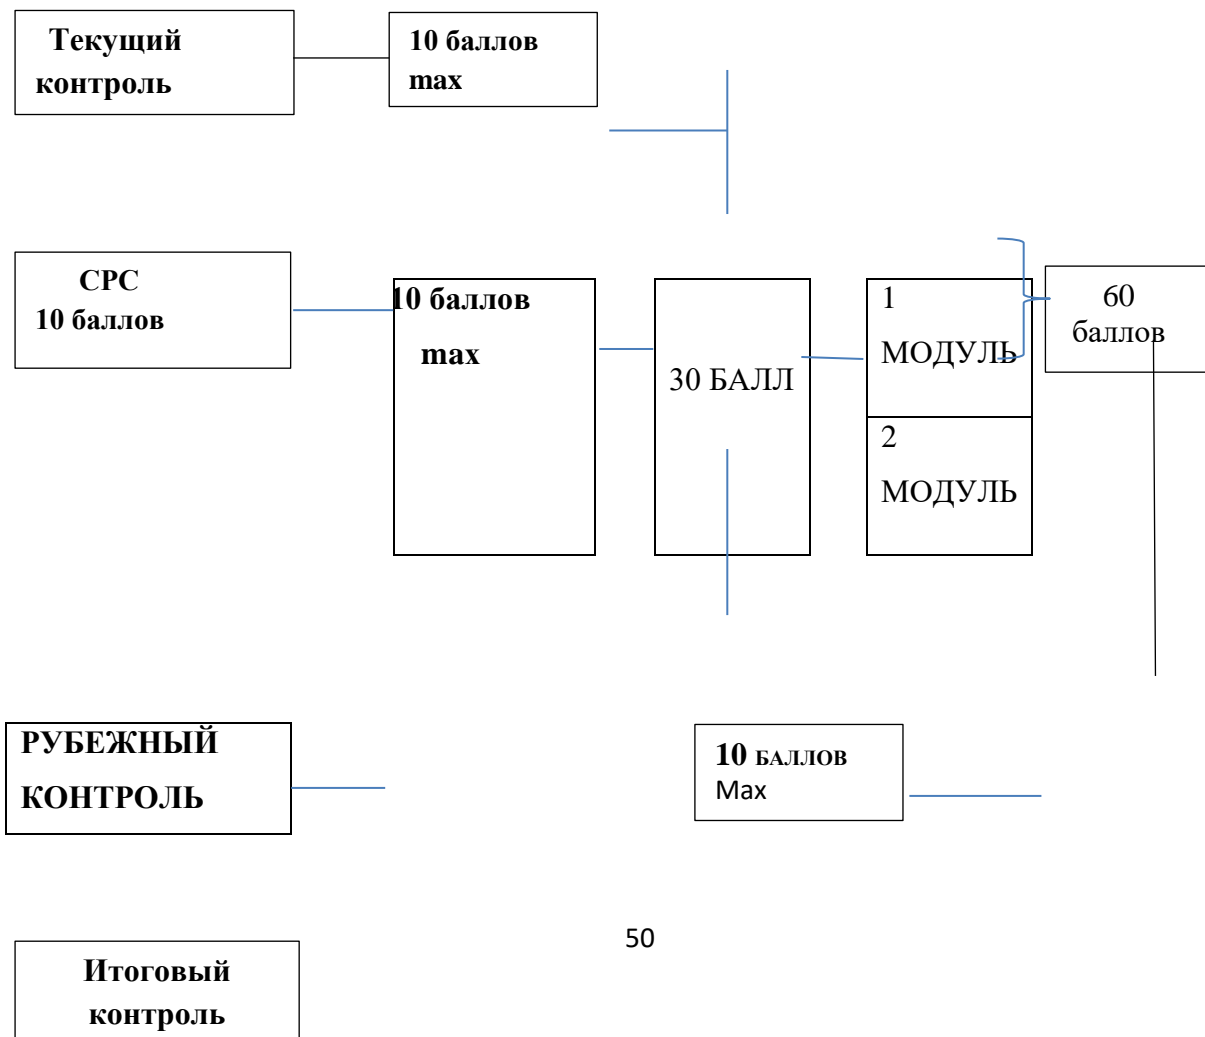 Текущий
контроль
10 баллов
max
СРС
10 баллов
10 баллов
max
30 БАЛЛ
1
МОДУЛЬ
2
МОДУЛЬ
60
баллов
РУБЕЖНЫЙ
КОНТРОЛЬ
10 БАЛЛОВ
Max
50
Итоговый
контроль